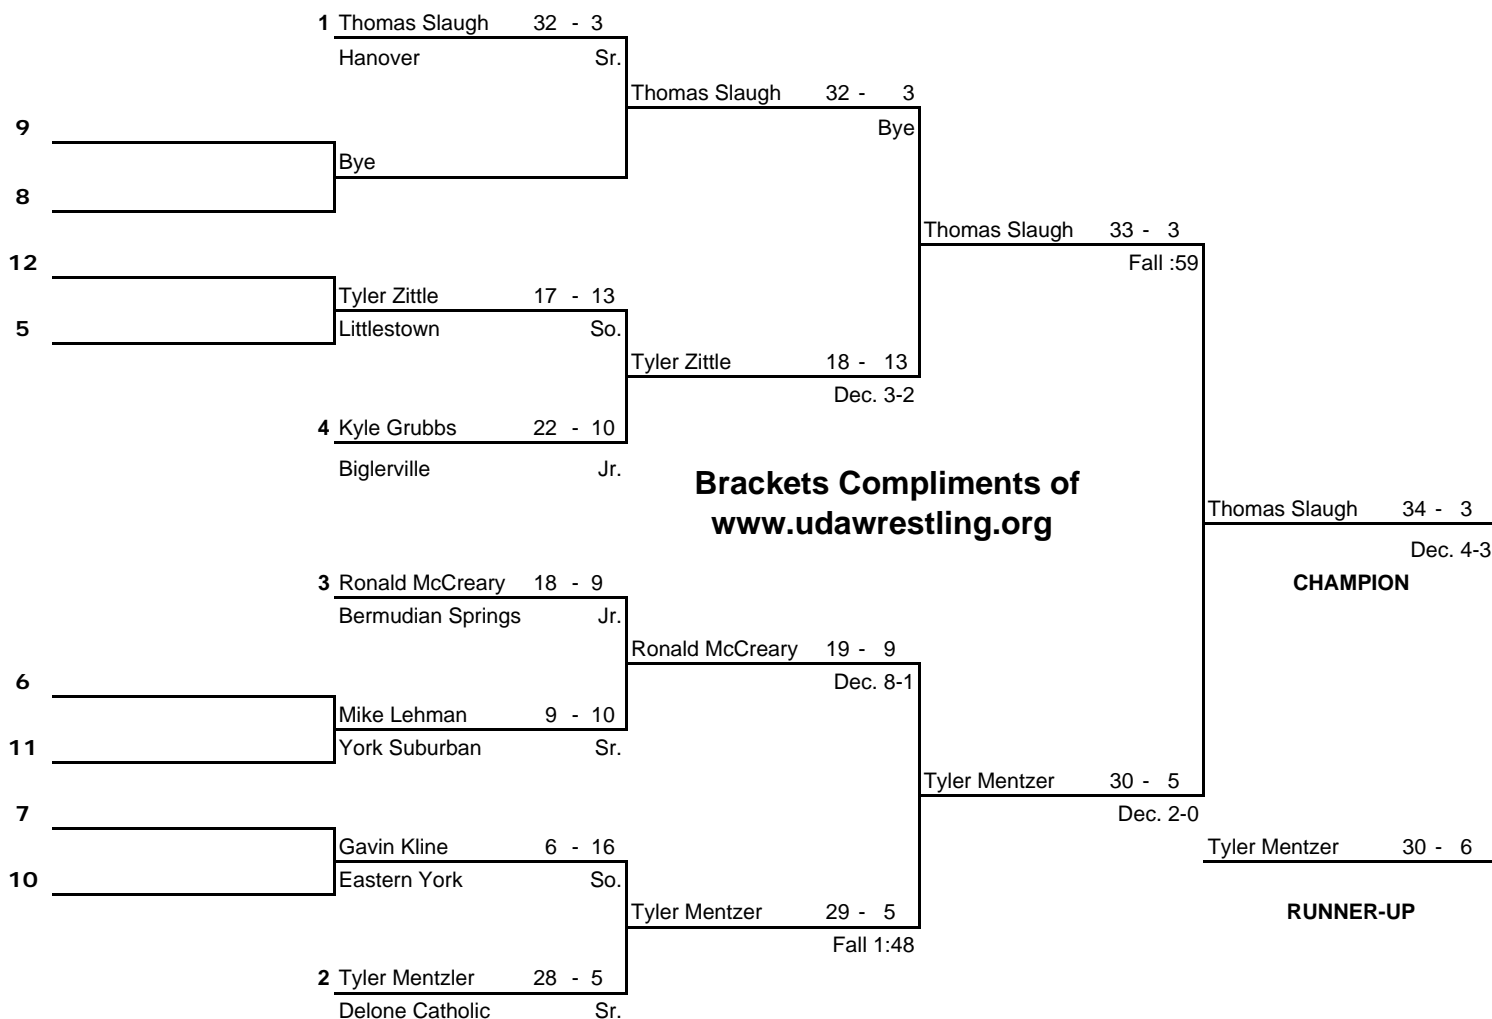 1 Thomas Slaugh 32 - 3
Hanover Sr.
Thomas Slaugh 32 - 3
Bye
9
Bye
8
Thomas Slaugh 33 - 3
Fall :59
12
Tyler Zittle 17 - 13
Littlestown So.
5
Tyler Zittle 18 - 13
Dec. 3-2
4 Kyle Grubbs 22 - 10
Biglerville Jr.
Brackets Compliments of
www.udawrestling.org
Thomas Slaugh 34 - 3
Dec. 4-3
CHAMPION
3 Ronald McCreary 18 - 9
Bermudian Springs Jr.
Ronald McCreary 19 - 9
Dec. 8-1
6
Mike Lehman 9 - 10
York Suburban Sr.
11
Tyler Mentzer 30 - 5
Dec. 2-0
7
Gavin Kline 6 - 16
Eastern York So.
10
Tyler Mentzer 30 - 6
RUNNER-UP
Tyler Mentzer 29 - 5
Fall 1:48
2 Tyler Mentzler 28 - 5
Delone Catholic Sr.